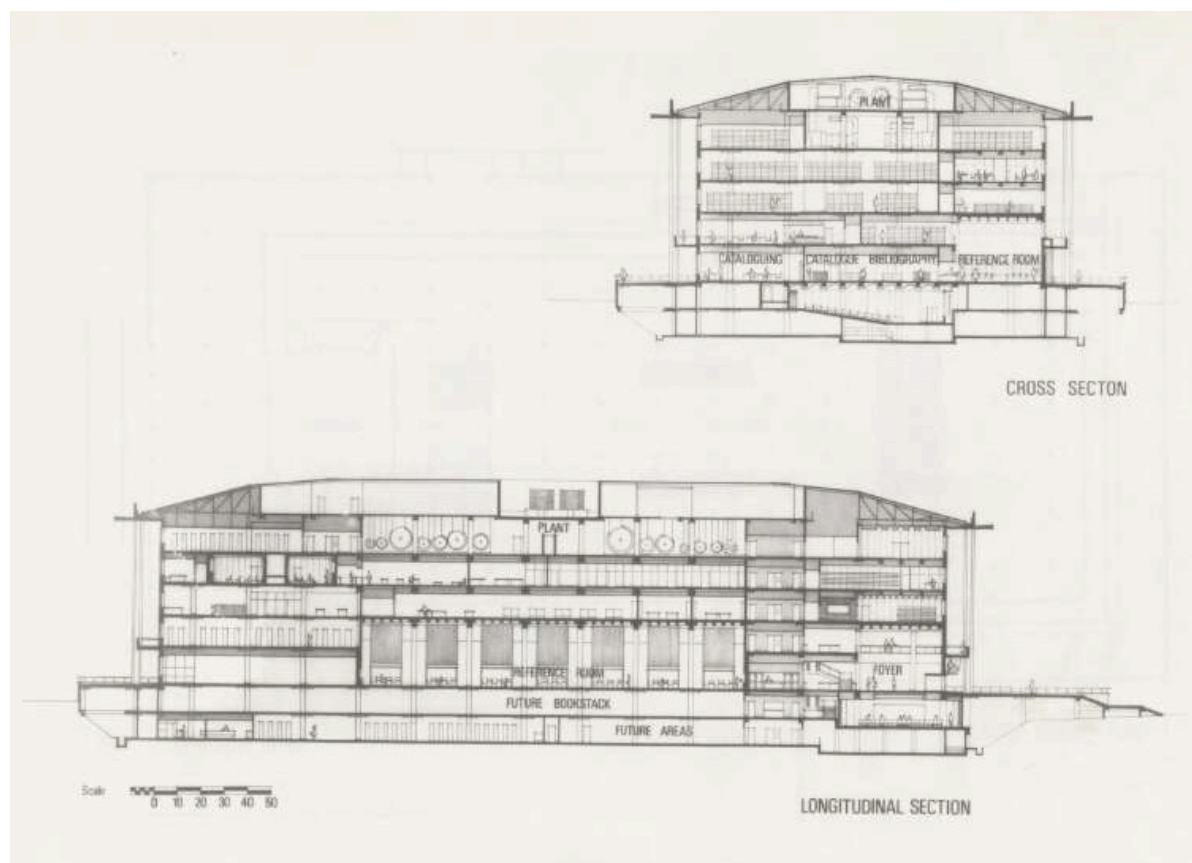 PLANT
CATALOGUING CATALOGUE BIBLIOGRAPHY REFERENCE ROOM
CROSS SECTON
PLANT
REFERENCE ROOM
FOYER
FUTURE BOOKSTACK
FUTURE AREAS
Scale
0 10 20 30 40 50
LONGITUDINAL SECTION